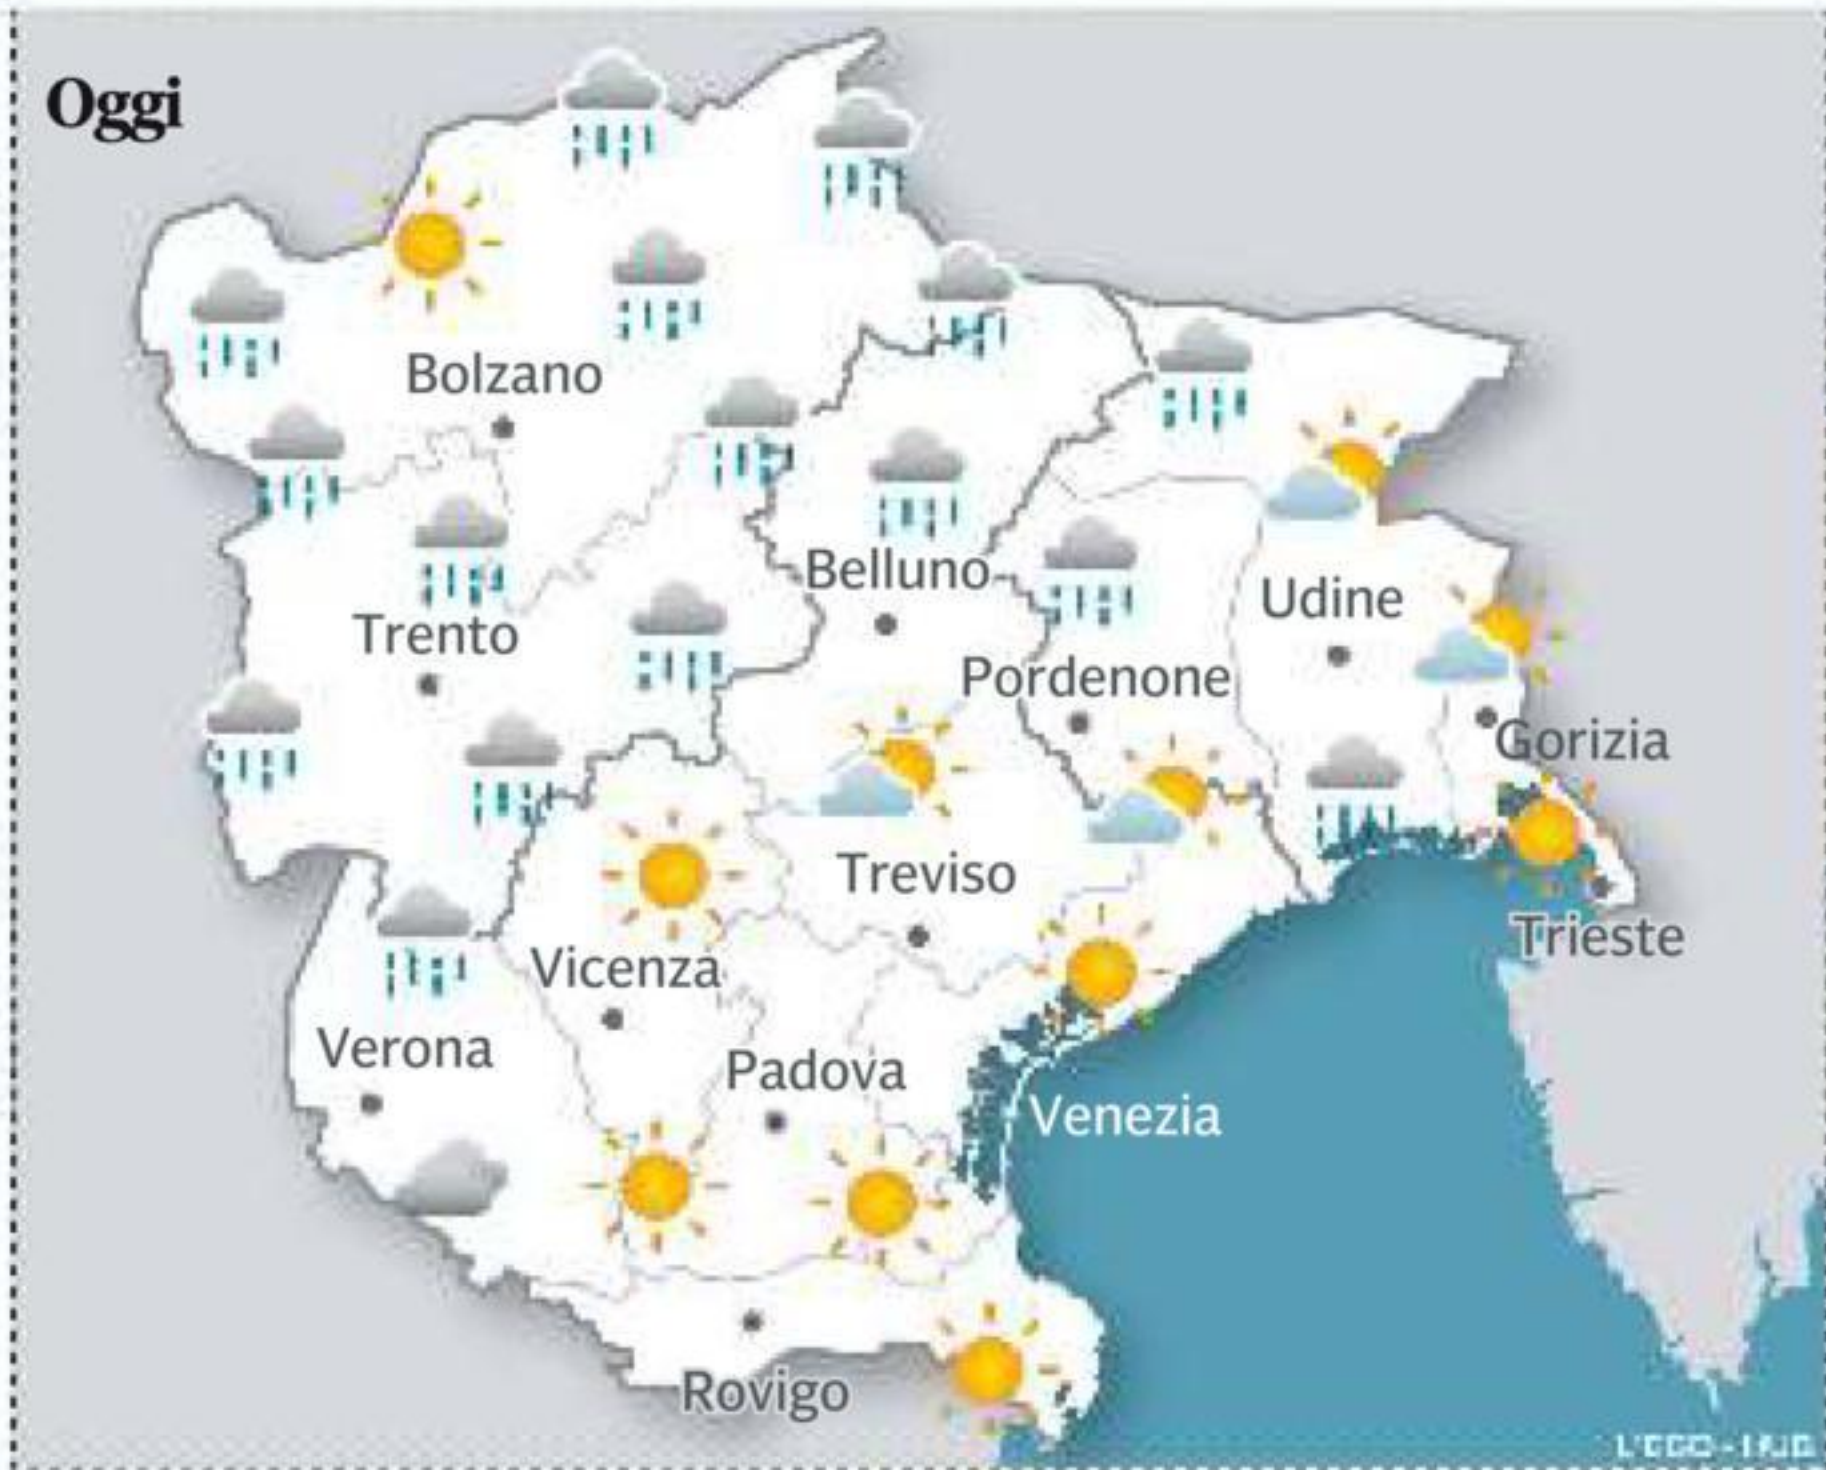 Oggi
Bolzano
Belluno
Udine
Trento
Pordenone
Gorizia
Treviso
Trieste
Vicenza
Verona
Padova
Venezia
Rovigo